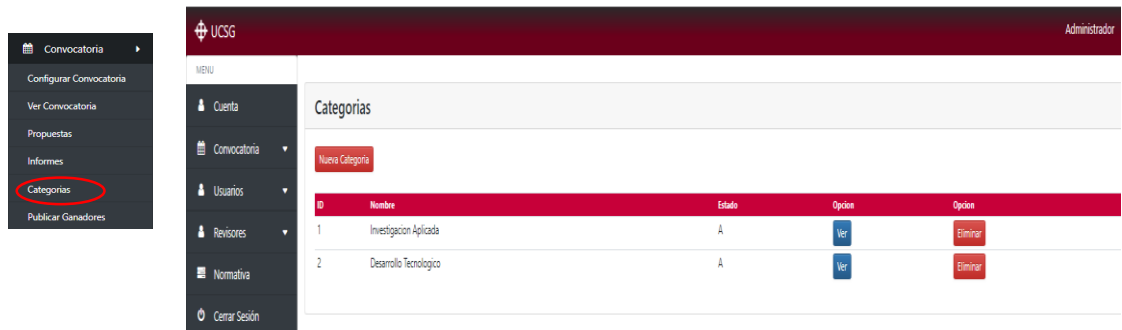 Convocatoria
Configurar Convocatoria
Ver Convocatoria
Propuestas
Informes
Categorias
Publicar Ganadores
UCSG
Administrador
MENU
Cuenta
Convocatoria
Usuarios
Revisores
Normativa
Cerrar Sesión
Categorias
Nueva Categoria
ID Nombre Estado Opcion Opcion
1 Investigacion Aplicada A Ver Eliminar
2 Desarrollo Tecnologico A Ver Eliminar